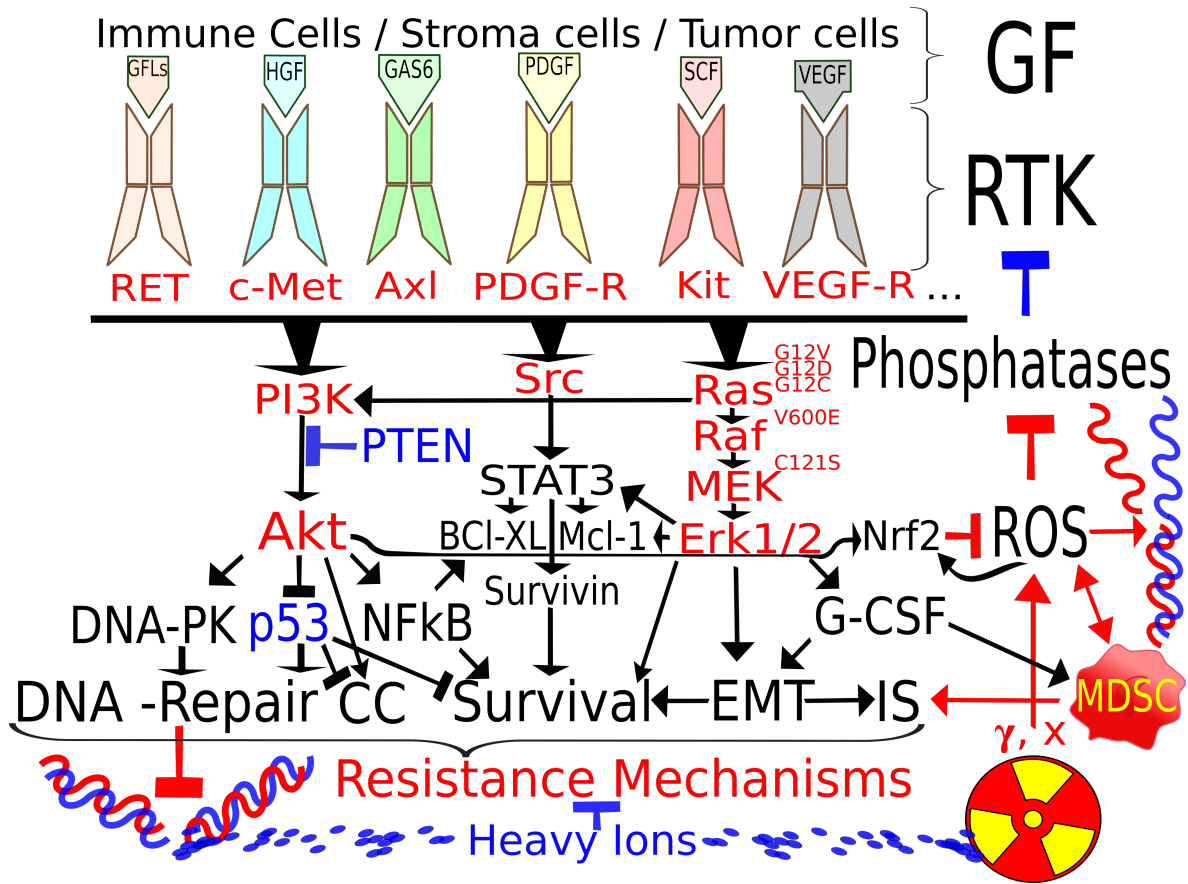 Immune Cells / Stroma cells / Tumor cells
GF
GFLs
HGF
GAS6
PDGF
SCF
VEGF
RTK
RET
c-Met
Axl
PDGF-R
Kit
VEGF-R ...
Phosphatases
PI3K
Src
Ras
G12V
G12D
G12C
PTEN
Raf
V600E
STAT3
MEK
C121S
Akt
BCl-XL
Mcl-1
Erk1/2
Nrf2
ROS
Survivin
DNA-PK
p53
NFkB
G-CSF
DNA -Repair
CC
Survival
EMT
IS
MDSC
γ, x
Resistance Mechanisms
Heavy Ions